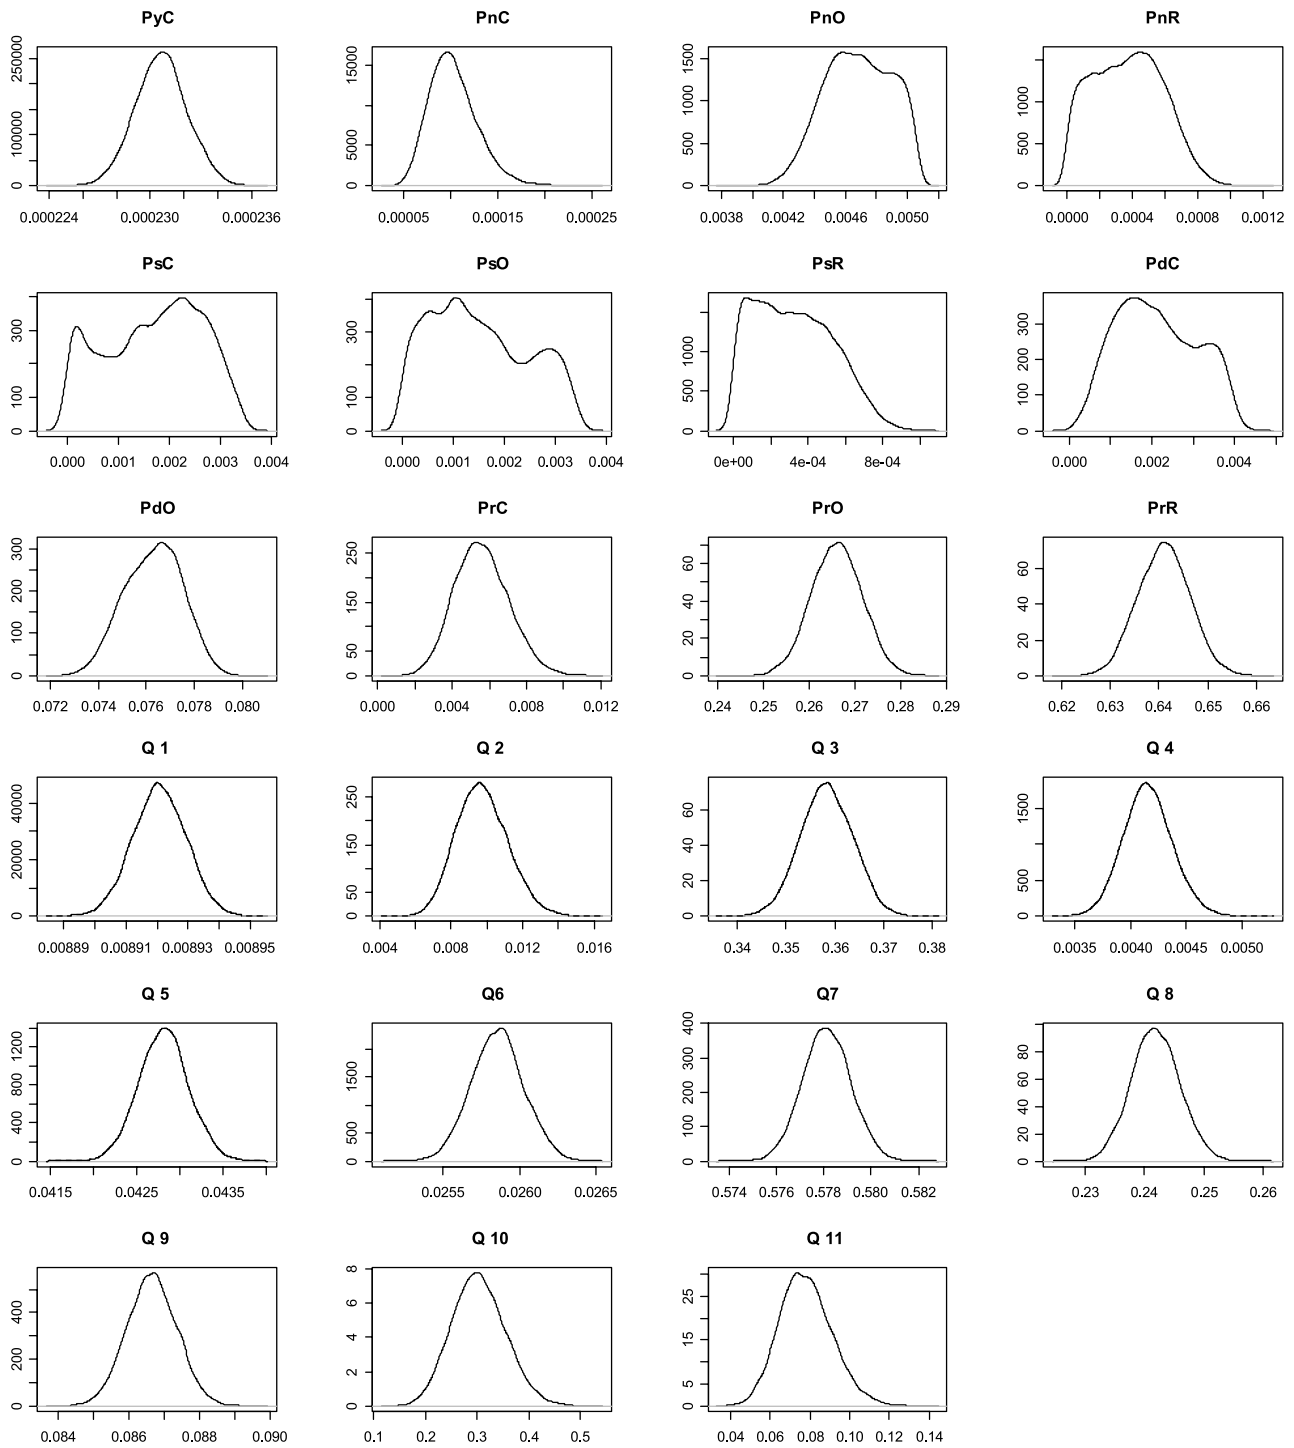 PyC PnC PnO PnR
0 100000 250000
0.000224 0.000230 0.000236
0 5000 15000
0.00005 0.00015 0.00025
0 500 1000 1500
0.0038 0.0042 0.0046 0.0050
0 500 1000
0.0000 0.0004 0.0008 0.0012
PsC PsO PsR PdC
0 100 300
0.000 0.001 0.002 0.003 0.004
0 100 300
0.000 0.001 0.002 0.003 0.004
0 500 1000
0e+00 4e-04 8e-04
0 100 200 300
0.000 0.002 0.004
PdO PrC PrO PrR
0 100 200 300
0.072 0.074 0.076 0.078 0.080
0 50 150 250
0.000 0.004 0.008 0.012
0 20 40 60
0.24 0.25 0.26 0.27 0.28 0.29
0 20 40 60
0.62 0.63 0.64 0.65 0.66
Q 1 Q 2 Q 3 Q 4
0 20000 40000
0.00889 0.00891 0.00893 0.00895
0 50 150 250
0.004 0.008 0.012 0.016
0 20 40 60
0.34 0.35 0.36 0.37 0.38
0 500 1500
0.0035 0.0040 0.0045 0.0050
Q 5 Q6 Q7 Q 8
0 400 800 1200
0.0415 0.0425 0.0435
0 500 1500
0.0255 0.0260 0.0265
0 100 200 300 400
0.574 0.576 0.578 0.580 0.582
0 20 40 60 80
0.23 0.24 0.25 0.26
Q 9 Q 10 Q 11
0 200 400
0.084 0.086 0.088 0.090
0 2 4 6 8
0.1 0.2 0.3 0.4 0.5
0 5 15 25
0.04 0.06 0.08 0.10 0.12 0.14